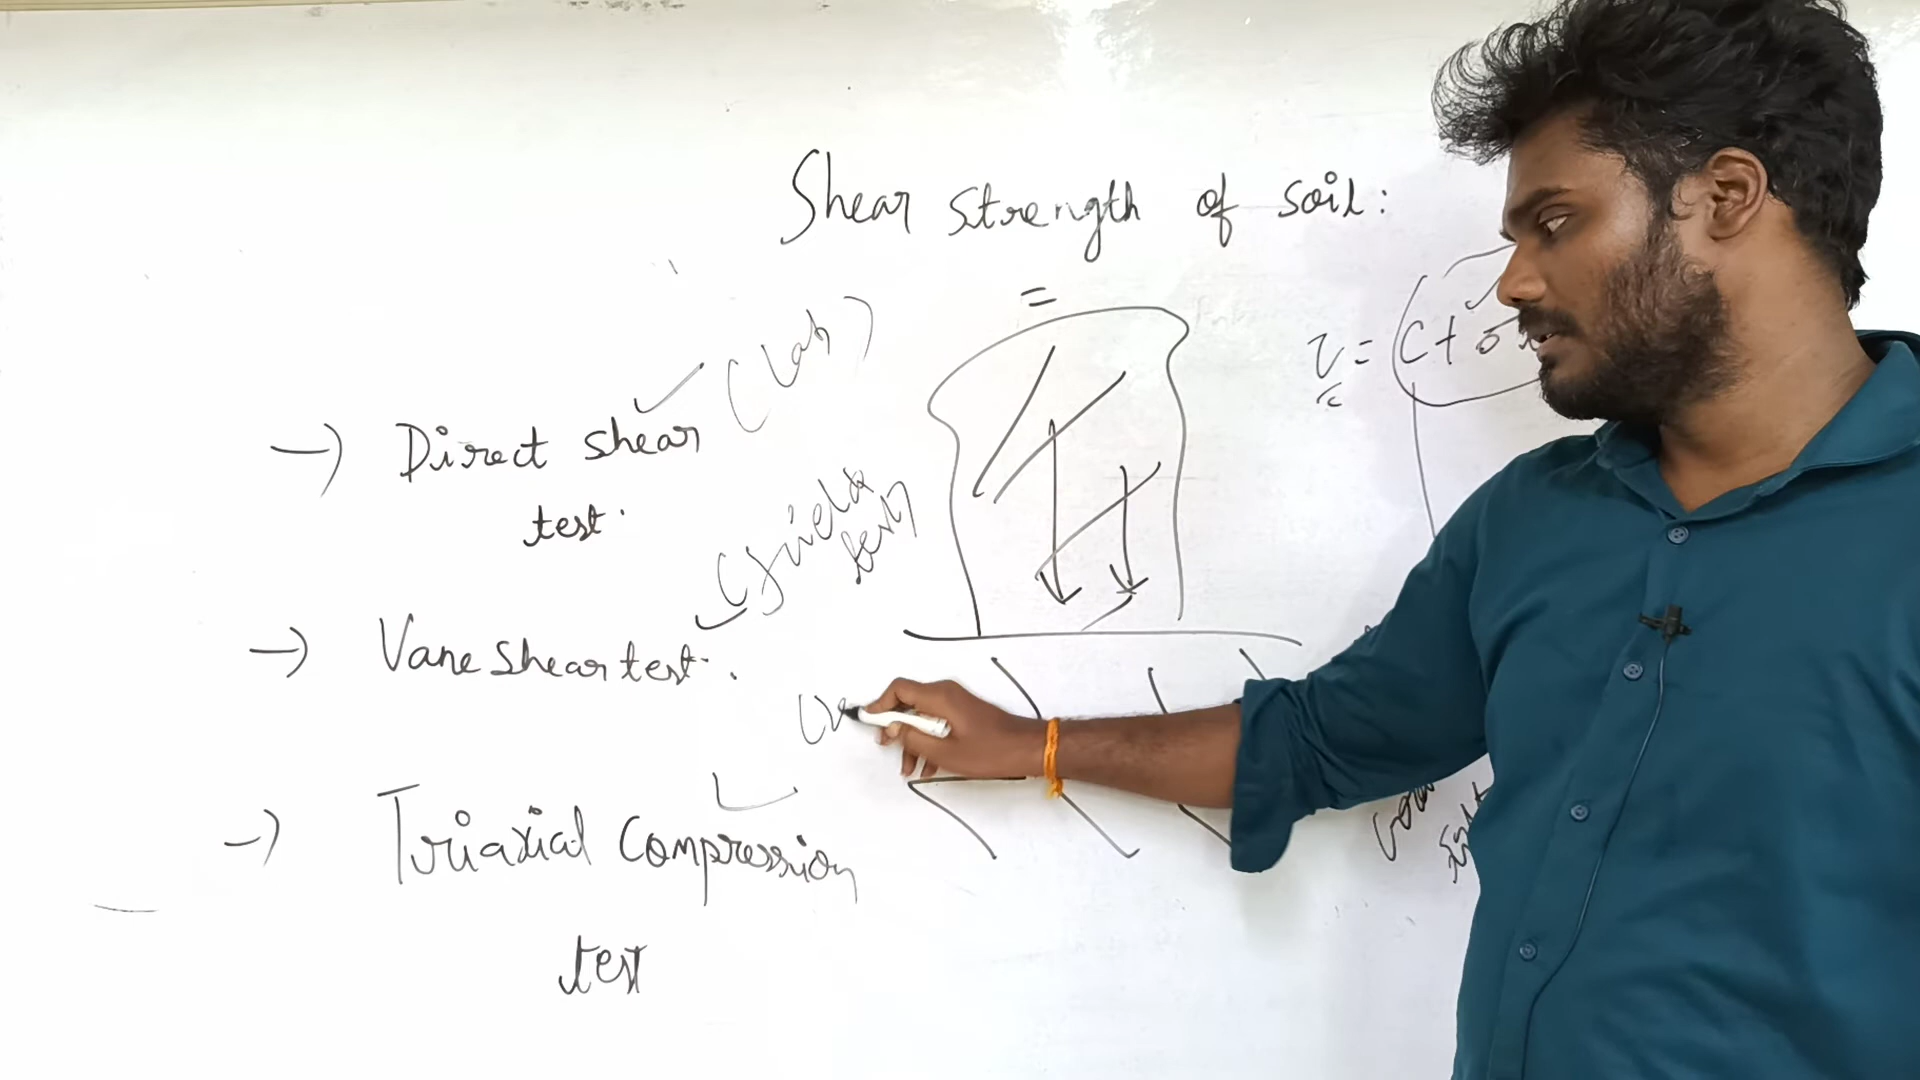 Shear strength of soil:
=
τ = C + σ
(Lab)
→ Direct shear
test.
(field
test)
→ Vane shear test.
→ Triaxial Compression
test